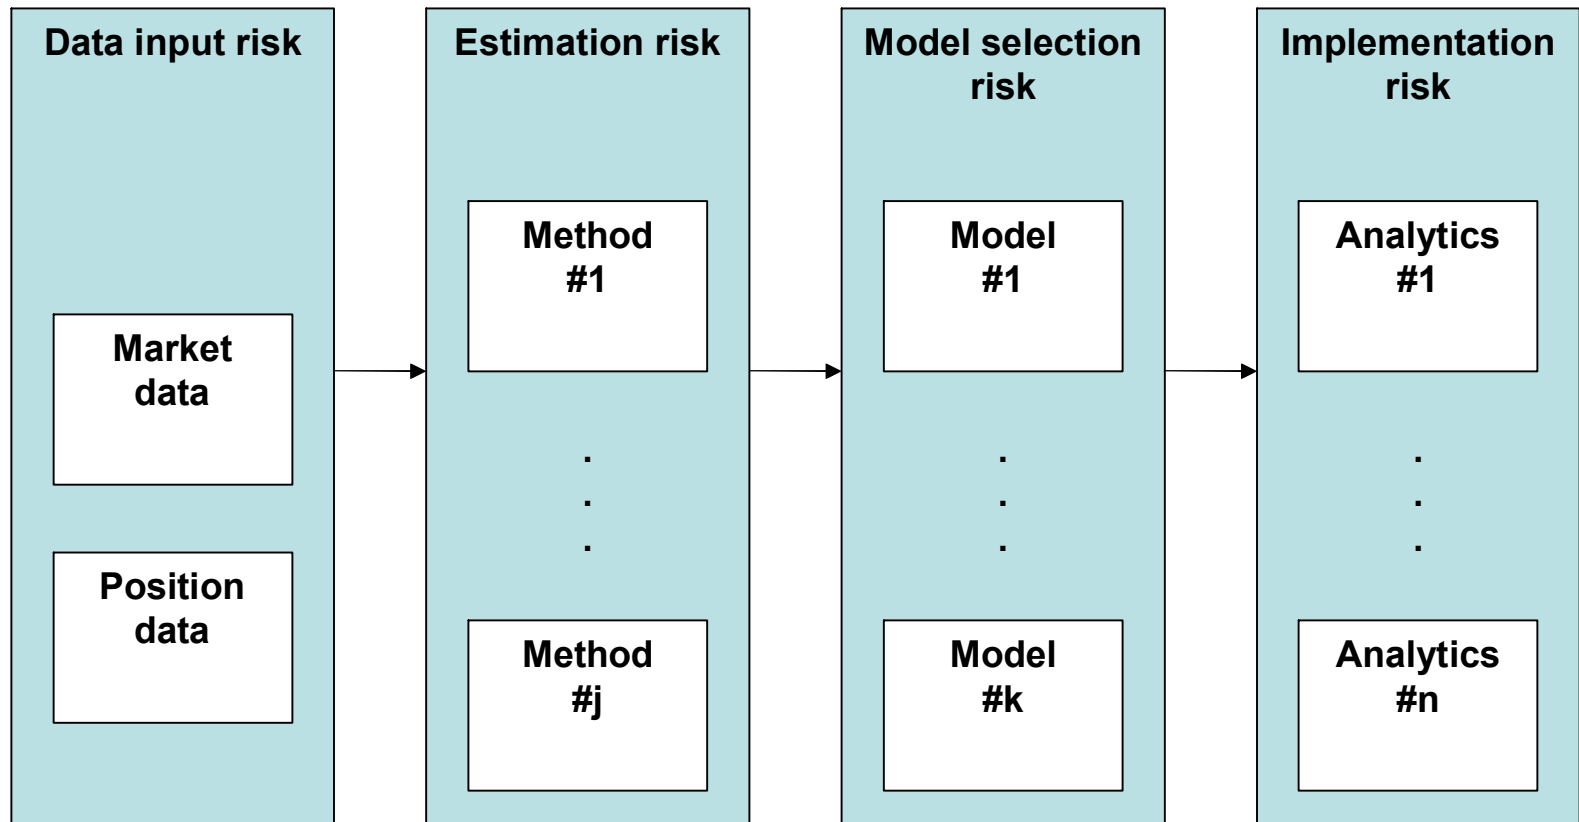 Data input risk
Market
data
Position
data
Estimation risk
Method
#1
.
.
.
Method
#j
Model selection
risk
Model
#1
.
.
.
Model
#k
Implementation
risk
Analytics
#1
.
.
.
Analytics
#n